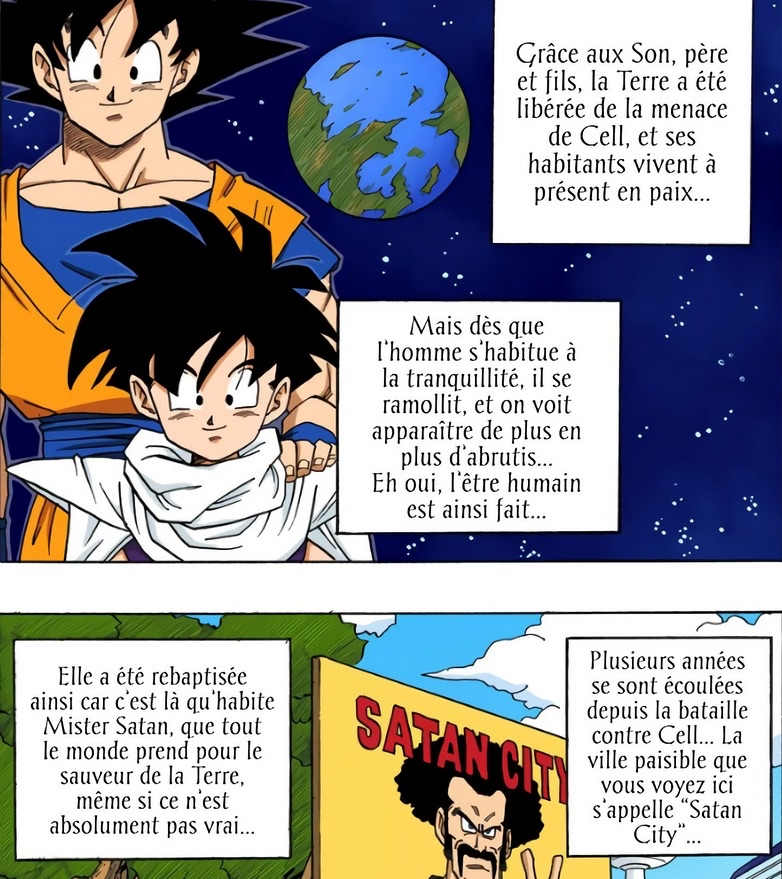 Grâce aux Son, père
et fils, la Terre a été
libérée de la menace
de Cell, et ses
habitants vivent à
présent en paix...
Mais dès que
l'homme s'habitue à
la tranquillité, il se
ramollit, et on voit
apparaître de plus en
plus d'abrutis...
Eh oui, l'être humain
est ainsi fait...
Plusieurs années
se sont écoulées
depuis la bataille
contre Cell... La
ville paisible que
vous voyez ici
s'appelle "Satan
City"...
SATAN CITY
Elle a été rebaptisée
ainsi car c'est là qu'habite
Mister Satan, que tout
le monde prend pour le
sauveur de la Terre,
même si ce n'est
absolument pas vrai...